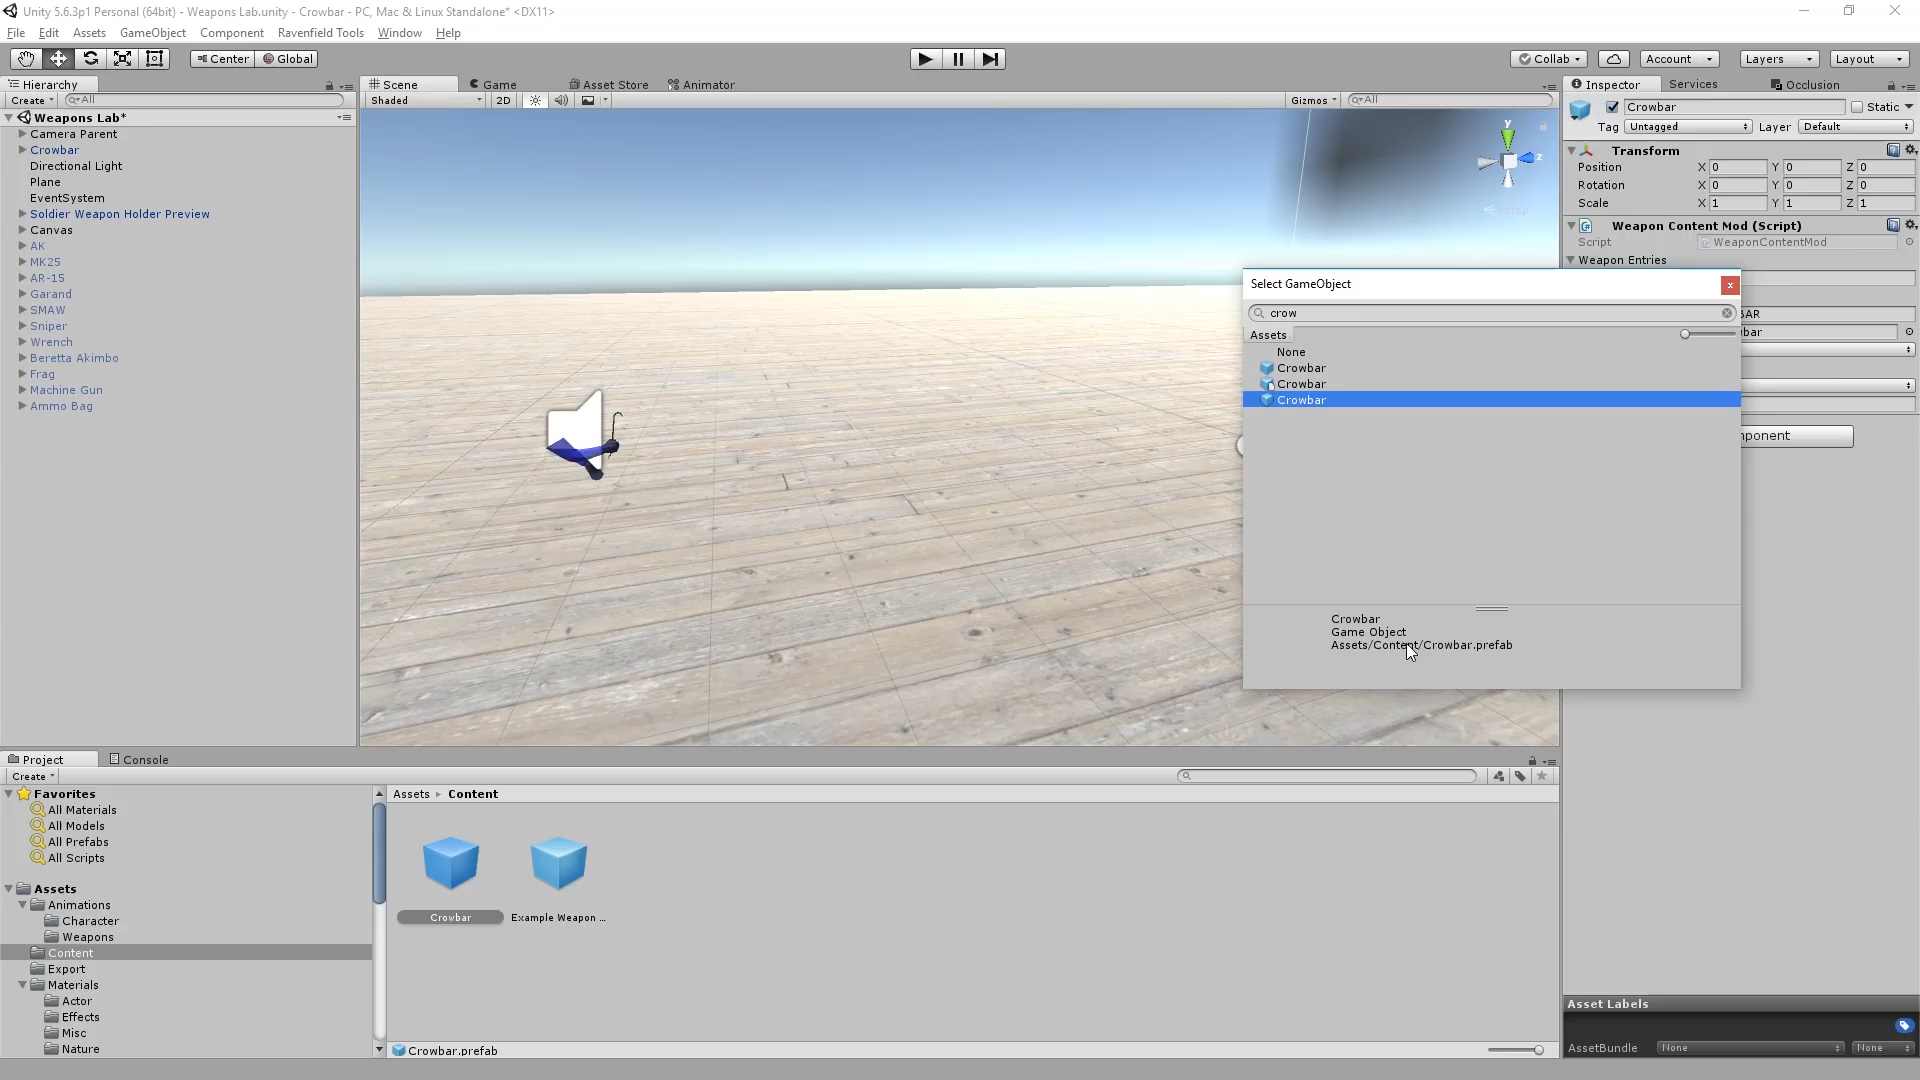 Unity 5.6.3p1 Personal (64bit) - Weapons Lab.unity - Crowbar - PC, Mac & Linux Standalone* <DX11>
File Edit Assets GameObject Component Ravenfield Tools Window Help
Center Global
Collab Account Layers Layout
Hierarchy
Create All
Weapons Lab*
Camera Parent
Crowbar
Directional Light
Plane
EventSystem
Soldier Weapon Holder Preview
Canvas
AK
MK25
AR-15
Garand
SMAW
Sniper
Wrench
Beretta Akimbo
Frag
Machine Gun
Ammo Bag
Scene Game Asset Store Animator
Shaded 2D Gizmos All
y
z
Persp
Select GameObject
crow
Assets
None
Crowbar
Crowbar
Crowbar
Crowbar
Game Object
Assets/Content/Crowbar.prefab
Inspector Services Occlusion
Crowbar Static
Tag Untagged Layer Default
Transform
Position X 0 Y 0 Z 0
Rotation X 0 Y 0 Z 0
Scale X 1 Y 1 Z 1
Weapon Content Mod (Script)
Script WeaponContentMod
Weapon Entries
BAR
bar
mponent
Project Console
Create
Favorites
All Materials
All Models
All Prefabs
All Scripts
Assets
Animations
Character
Weapons
Content
Export
Materials
Actor
Effects
Misc
Nature
Assets Content
Crowbar Example Weapon ...
Crowbar.prefab
Asset Labels
AssetBundle None None